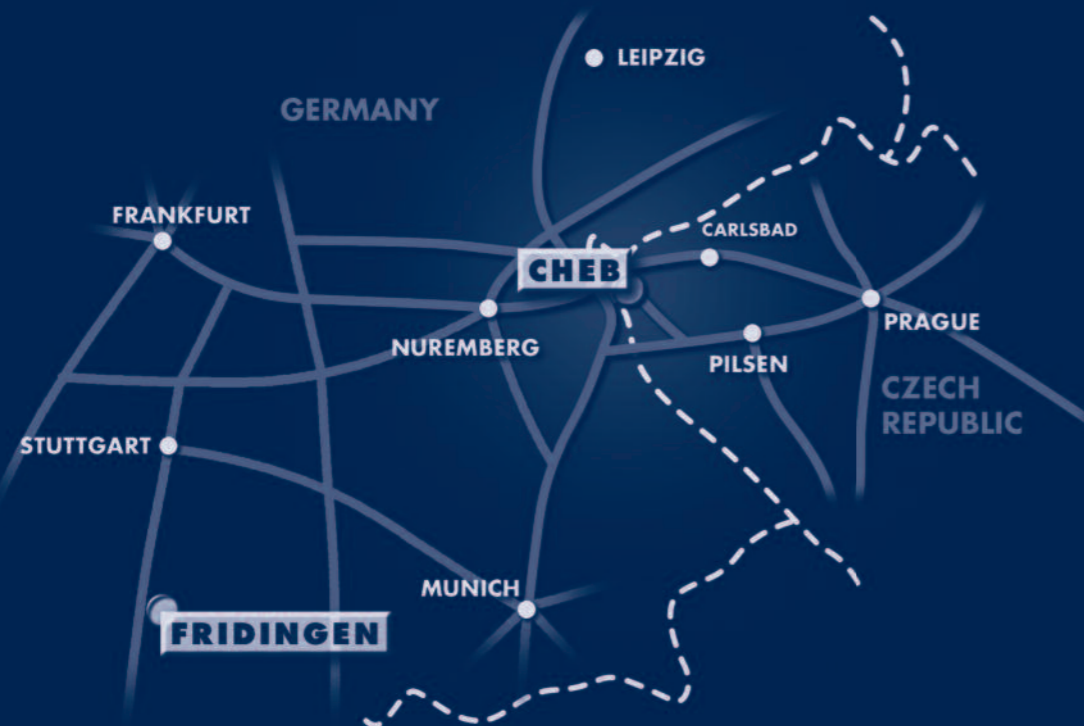 LEIPZIG
GERMANY
FRANKFURT
CARLSBAD
CHEB
PRAGUE
NUREMBERG
PILSEN
CZECH
REPUBLIC
STUTTGART
MUNICH
FRIDINGEN